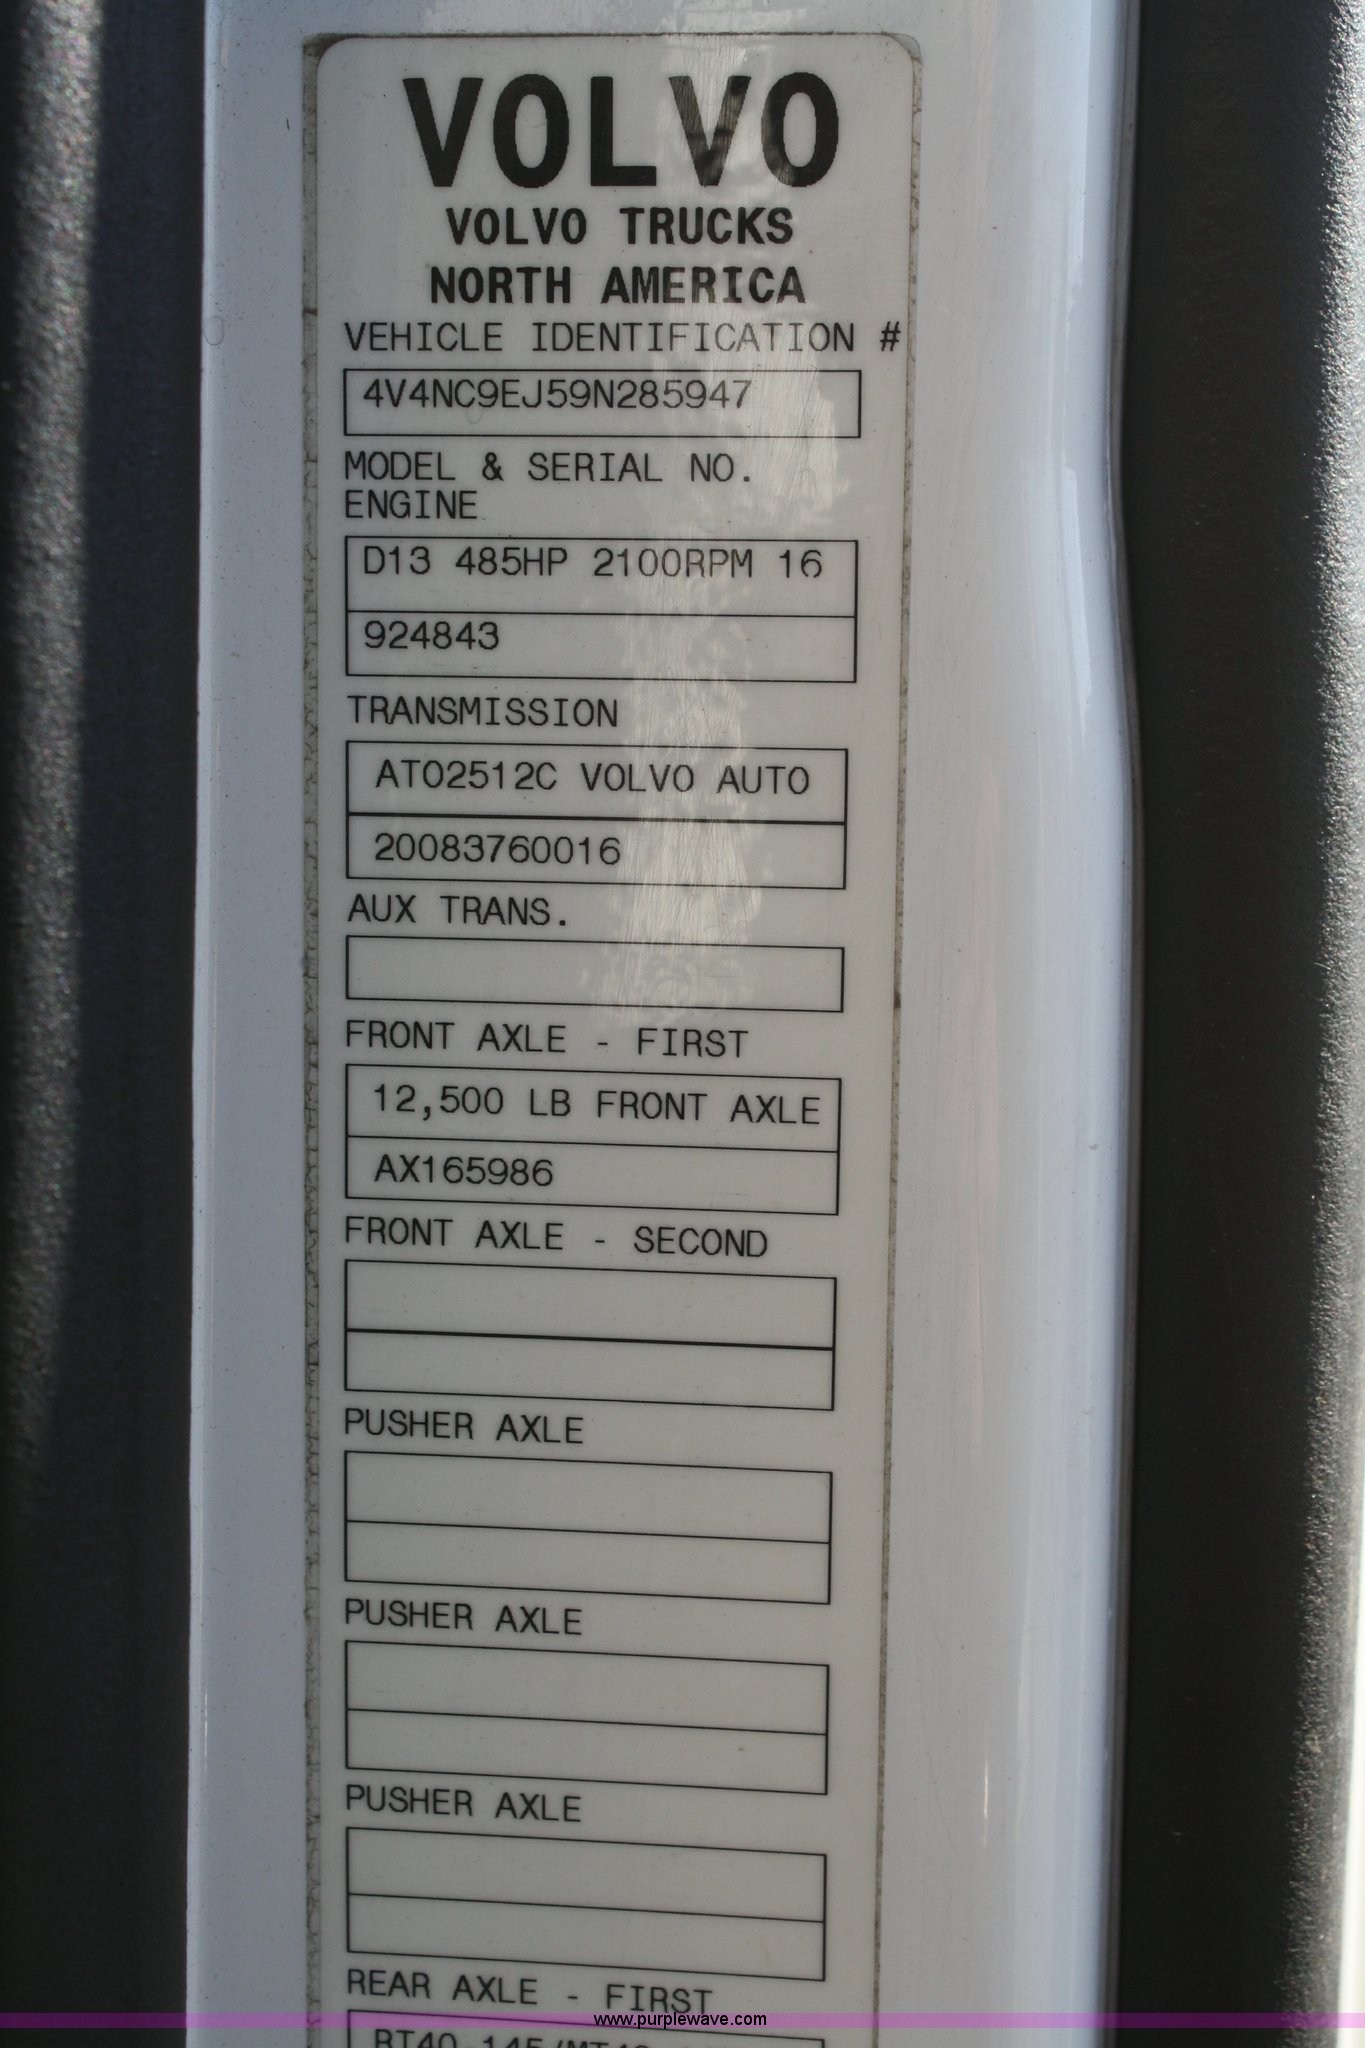 VOLVO
VOLVO TRUCKS
NORTH AMERICA
VEHICLE IDENTIFICATION #
4V4NC9EJ59N285947
MODEL & SERIAL NO.
ENGINE
D13 485HP 2100RPM 16
924843
TRANSMISSION
ATO2512C VOLVO AUTO
20083760016
AUX TRANS.
FRONT AXLE - FIRST
12,500 LB FRONT AXLE
AX165986
FRONT AXLE - SECOND
PUSHER AXLE
PUSHER AXLE
PUSHER AXLE
REAR AXLE - FIRST
www.purplewave.com